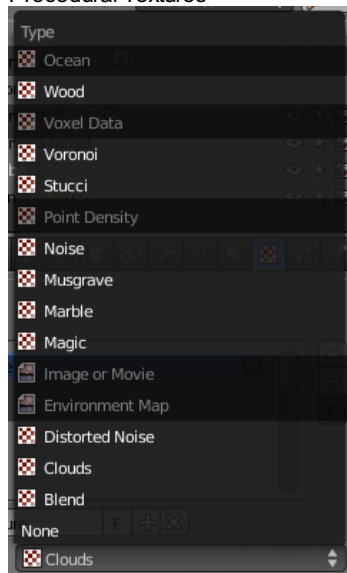 Procedural Textures
Type
Ocean
Wood
Voxel Data
Voronoi
Stucci
Point Density
Noise
Musgrave
Marble
Magic
Image or Movie
Environment Map
Distorted Noise
Clouds
Blend
None
F
Clouds